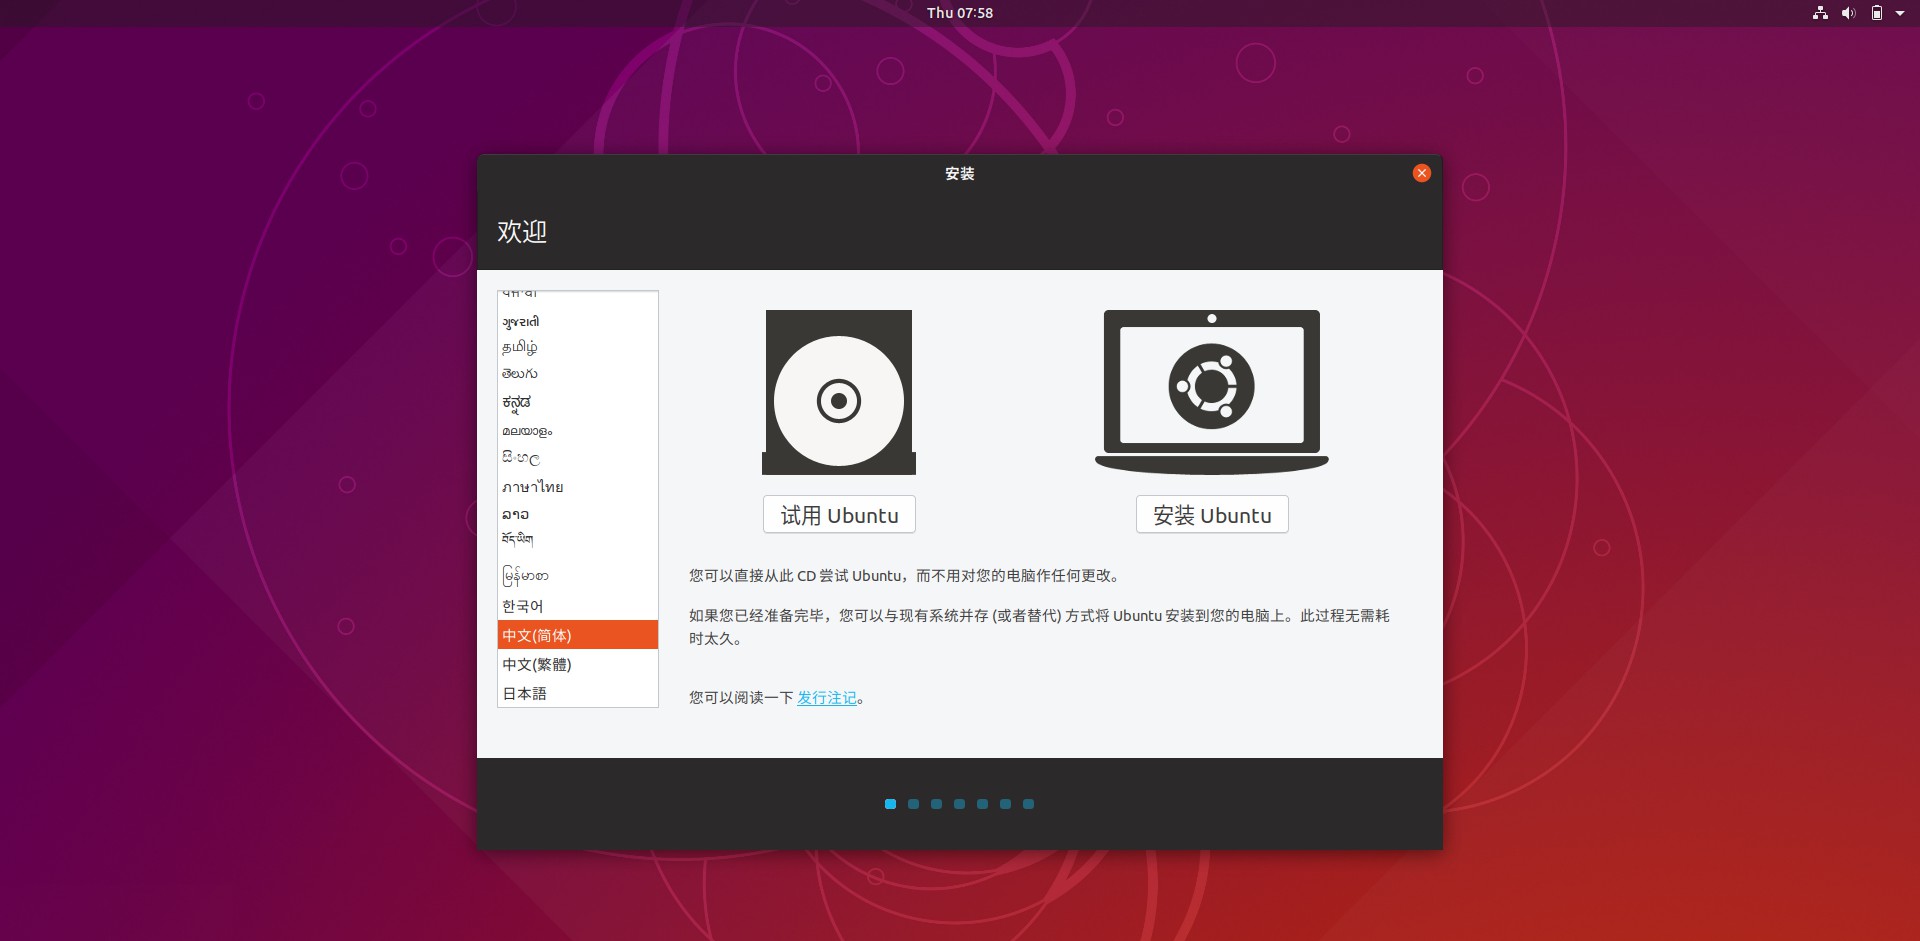 Thu 07:58
安装
欢迎
ગુજરાતી
தமிழ்
తెలుగు
ಕನ್ನಡ
മലയാളം
සිංහල
ภาษาไทย
ລາວ
བོད་ཡིག
မြန်မာစာ
한국어
中文(简体)
中文(繁體)
日本語
试用 Ubuntu
安装 Ubuntu
您可以直接从此 CD 尝试 Ubuntu，而不用对您的电脑作任何更改。
如果您已经准备完毕，您可以与现有系统并存 (或者替代) 方式将 Ubuntu 安装到您的电脑上。此过程无需耗
时太久。
您可以阅读一下 发行注记。